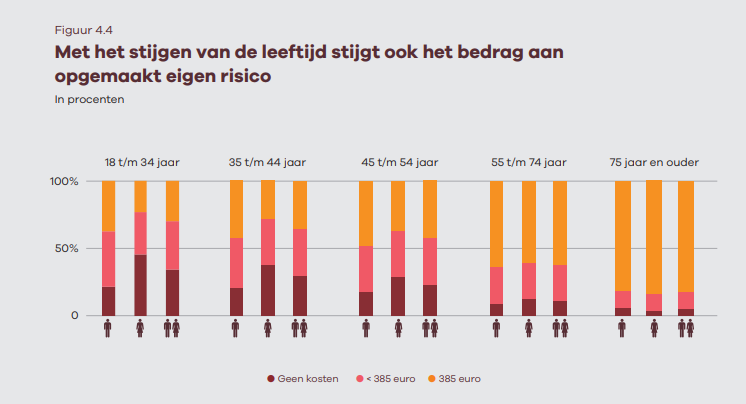 Figuur 4.4
Met het stijgen van de leeftijd stijgt ook het bedrag aan
opgemaakt eigen risico
In procenten
18 t/m 34 jaar
35 t/m 44 jaar
45 t/m 54 jaar
55 t/m 74 jaar
75 jaar en ouder
100%
50%
0
Geen kosten
< 385 euro
385 euro